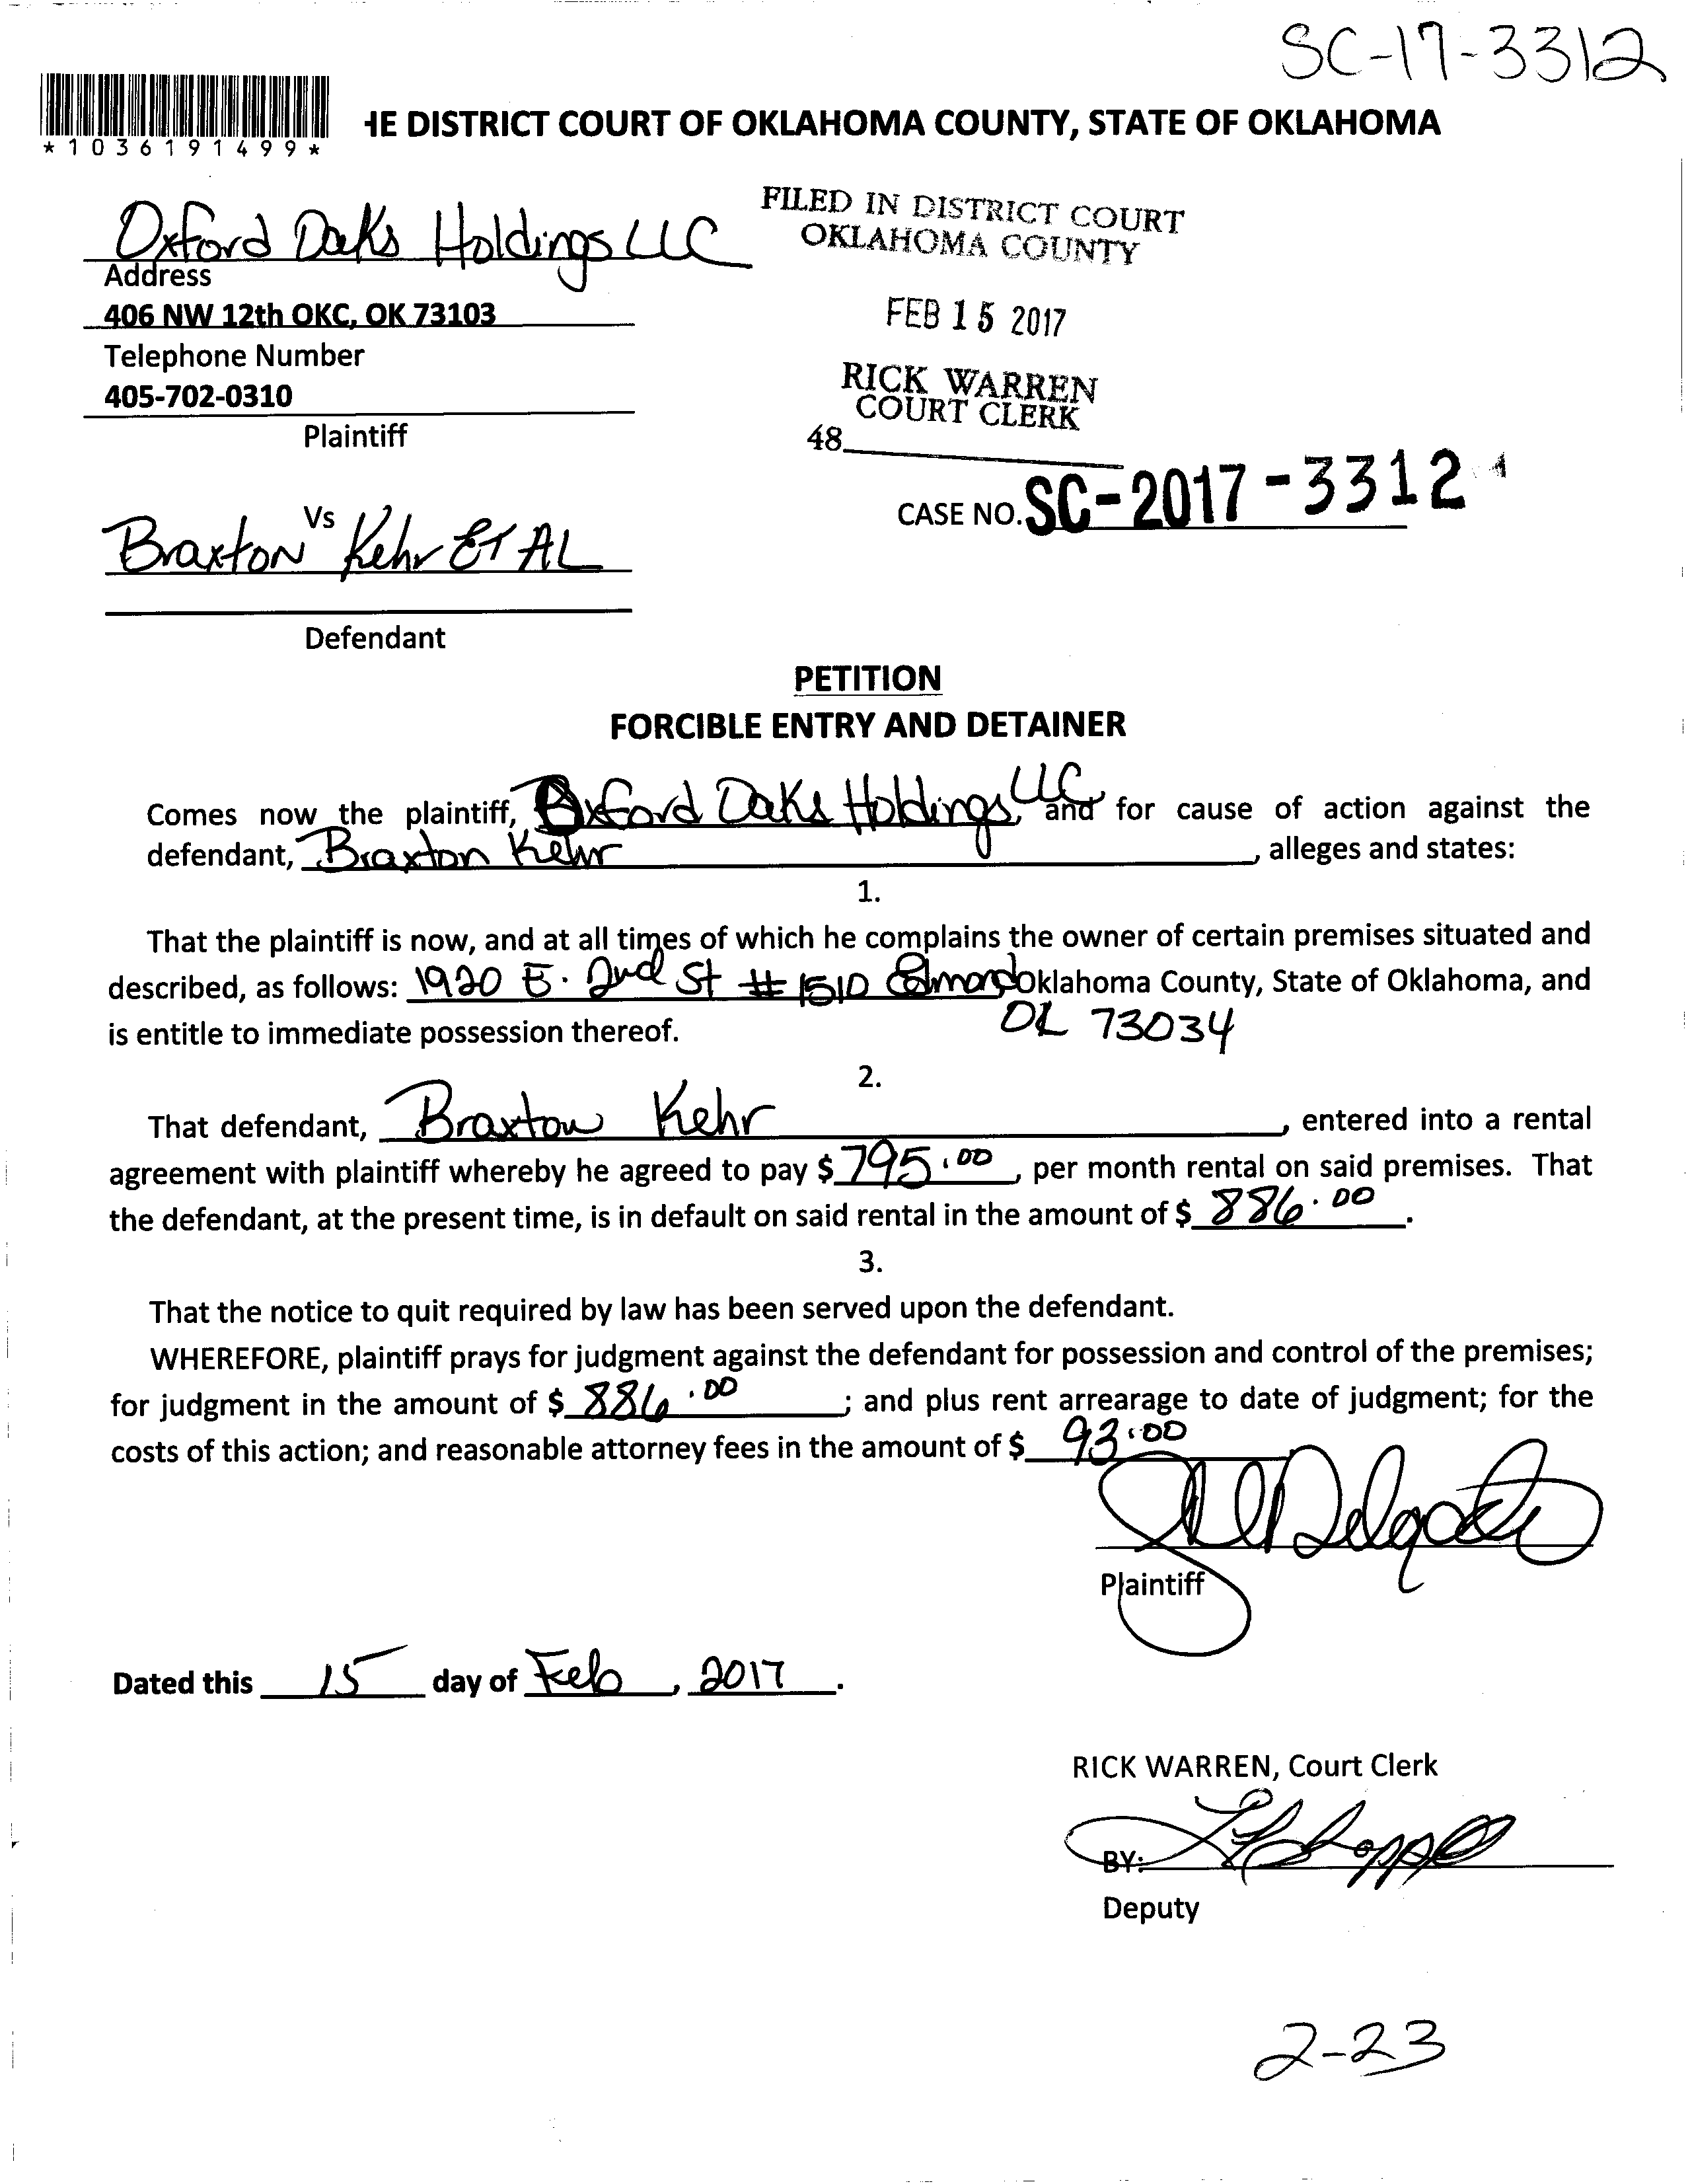 SC-17-3312
*1036191499*
HE DISTRICT COURT OF OKLAHOMA COUNTY, STATE OF OKLAHOMA
Oxford Oaks Holdings LLC
Address
406 NW 12th OKC, OK 73103
Telephone Number
405-702-0310
Plaintiff
FILED IN DISTRICT COURT
OKLAHOMA COUNTY
FEB 15 2017
RICK WARREN
COURT CLERK
48
CASE NO. SC-2017-3312
Vs
Braxton Kehr ET AL
Defendant
PETITION
FORCIBLE ENTRY AND DETAINER
Comes now the plaintiff, Oxford Oaks Holdings, LLC and for cause of action against the
defendant, Braxton Kehr, alleges and states:
1.
That the plaintiff is now, and at all times of which he complains the owner of certain premises situated and
described, as follows: 1920 E. 2nd St # 1510 Edmond Oklahoma County, State of Oklahoma, and
is entitle to immediate possession thereof. OK 73034
2.
That defendant, Braxton Kehr, entered into a rental
agreement with plaintiff whereby he agreed to pay $ 795.00, per month rental on said premises. That
the defendant, at the present time, is in default on said rental in the amount of $ 886.00.
3.
That the notice to quit required by law has been served upon the defendant.
WHEREFORE, plaintiff prays for judgment against the defendant for possession and control of the premises;
for judgment in the amount of $ 886.00; and plus rent arrearage to date of judgment; for the
costs of this action; and reasonable attorney fees in the amount of $ 93.00
Delgado
Plaintiff
Dated this 15 day of Feb, 2017.
RICK WARREN, Court Clerk
BY:
Deputy
2-23